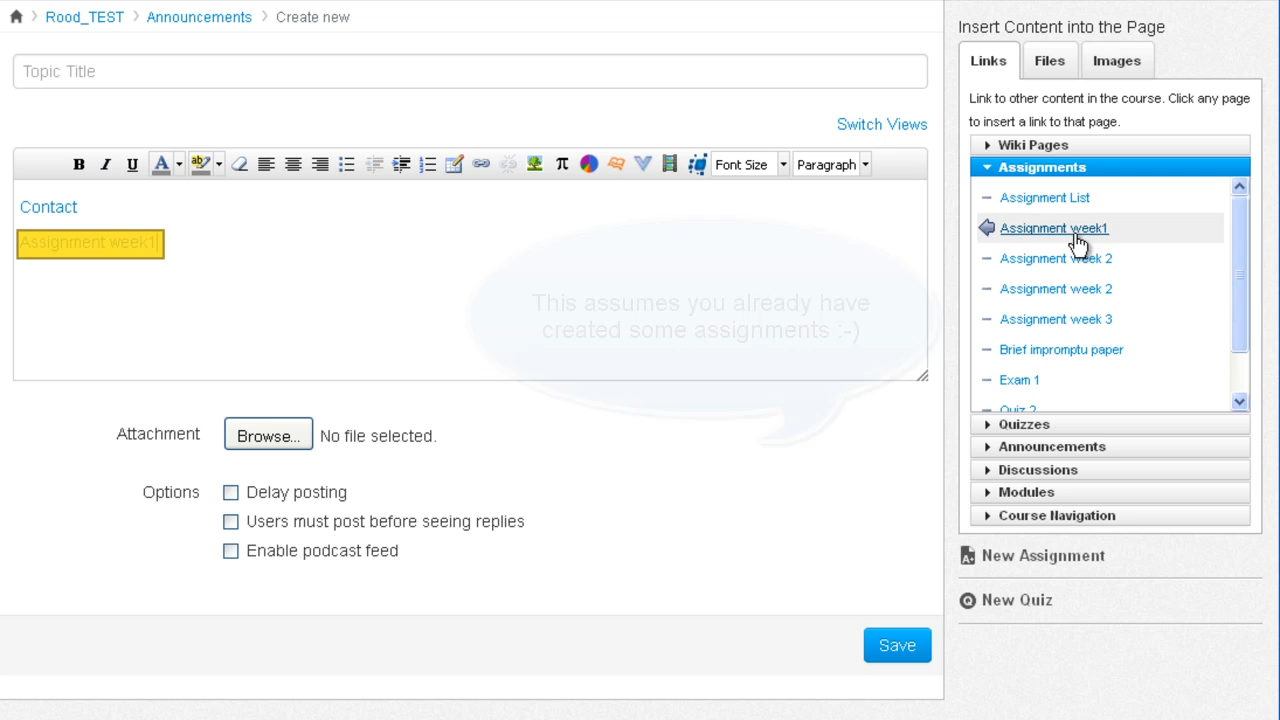 Rood_TEST Announcements Create new
Topic Title
Switch Views
B I U A ab π Font Size Paragraph
Contact
Assignment week1
This assumes you already have
created some assignments :-)
Attachment Browse... No file selected.
Options Delay posting
Users must post before seeing replies
Enable podcast feed
Save
Insert Content into the Page
Links Files Images
Link to other content in the course. Click any page
to insert a link to that page.
Wiki Pages
Assignments
Assignment List
Assignment week1
Assignment week 2
Assignment week 2
Assignment week 3
Brief impromptu paper
Exam 1
Quiz 2
Quizzes
Announcements
Discussions
Modules
Course Navigation
New Assignment
New Quiz